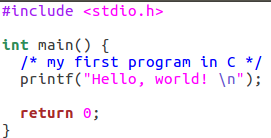 #include <stdio.h>

int main() {
  /* my first program in C */
  printf("Hello, world! \n");

  return 0;
}